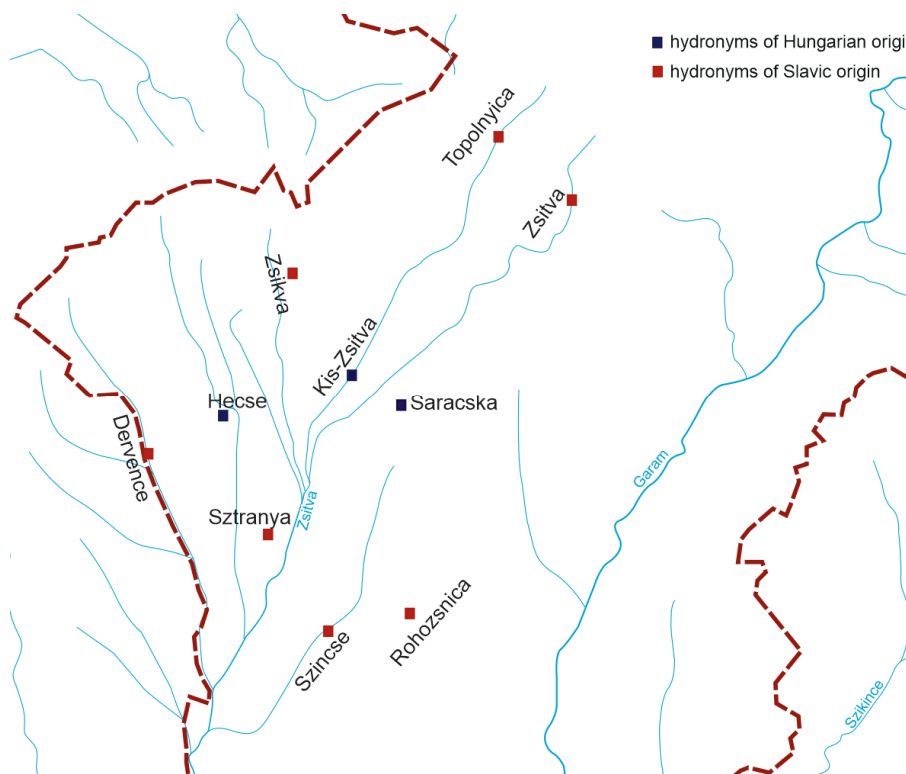 hydronyms of Hungarian origi
hydronyms of Slavic origin
Topolnyica
Zsitva
Zsikva
Kis-Zsitva
Hecse
Saracska
Dervence
Garam
Sztranya
Zsitva
Rohozsnica
Szincse
Szikince